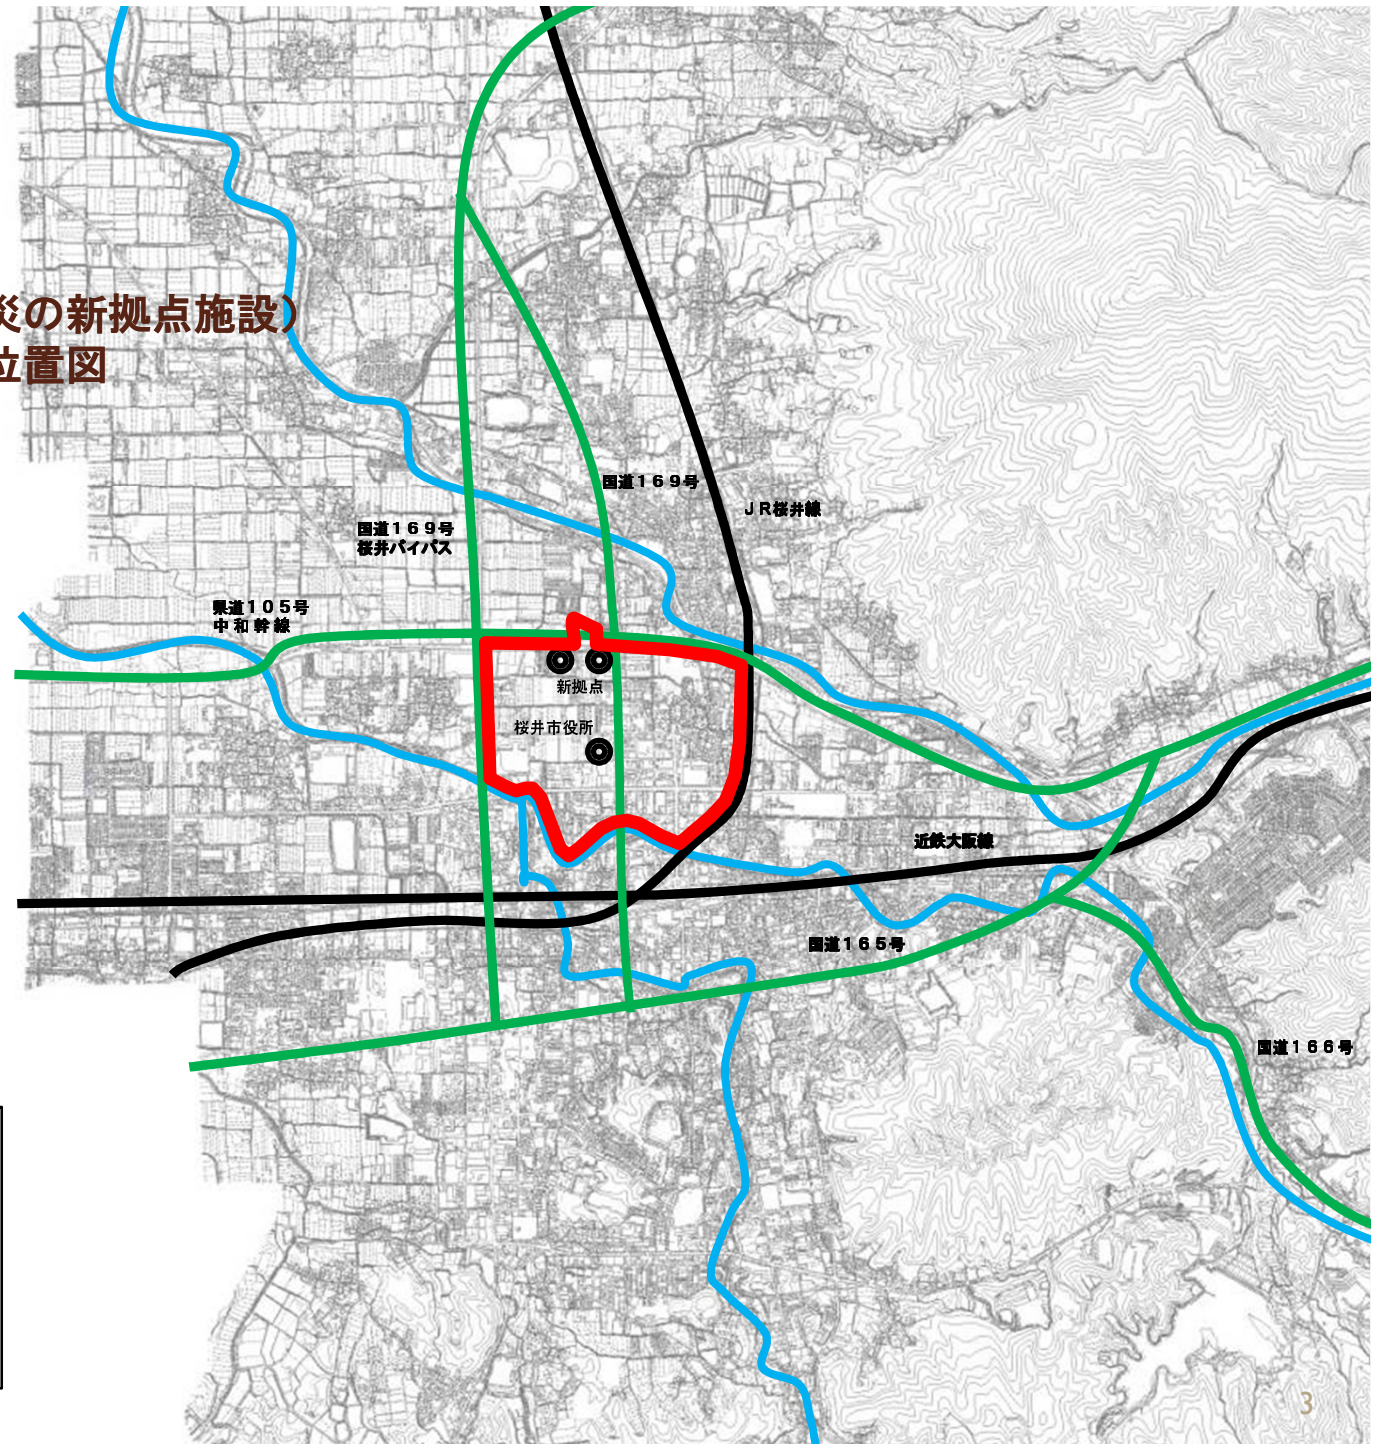 災の新拠点施設)
位置図
国道169号
JR桜井線
国道169号
桜井バイパス
県道105号
中和幹線
新拠点
桜井市役所
近鉄大阪線
国道165号
国道166号
3